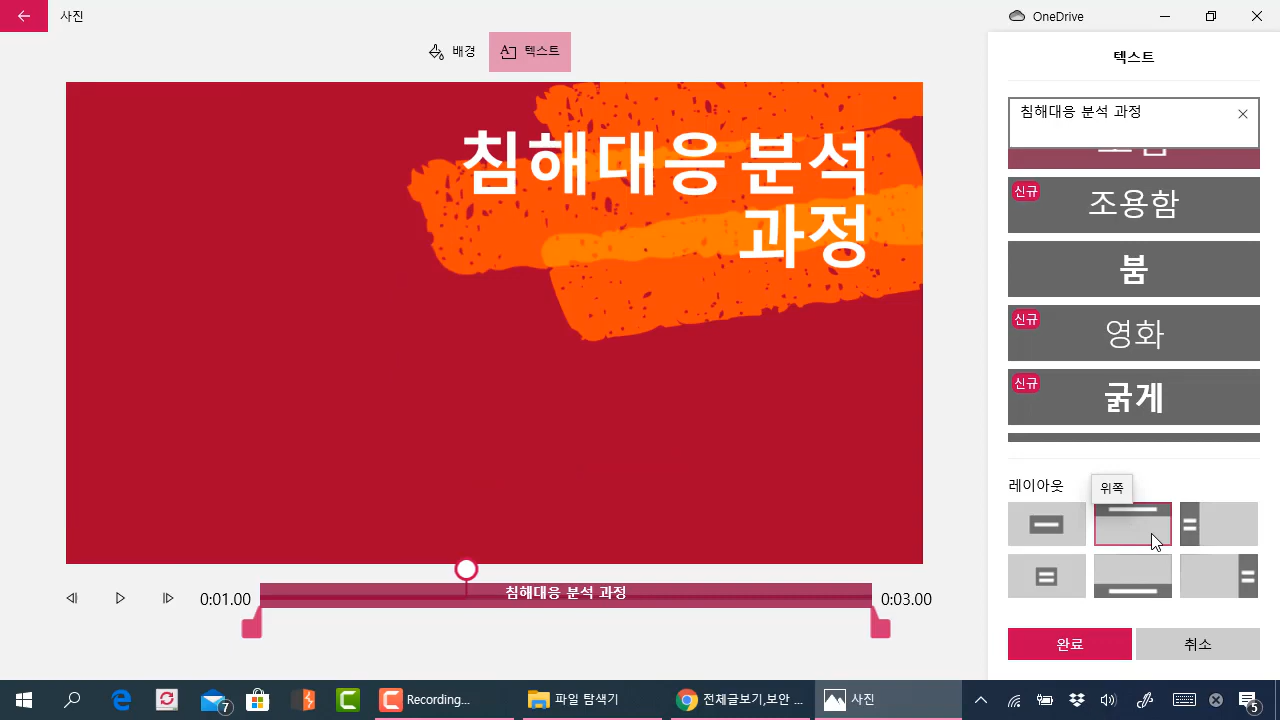 사진
OneDrive
배경
텍스트
텍스트
침해대응 분석 과정
침해대응 분석
과정
신규
조용함
붐
신규
영화
신규
굵게
레이아웃
위쪽
0:01.00
침해대응 분석 과정
0:03.00
완료
취소
7
Recording...
파일 탐색기
전체글보기,보안 ...
사진
5